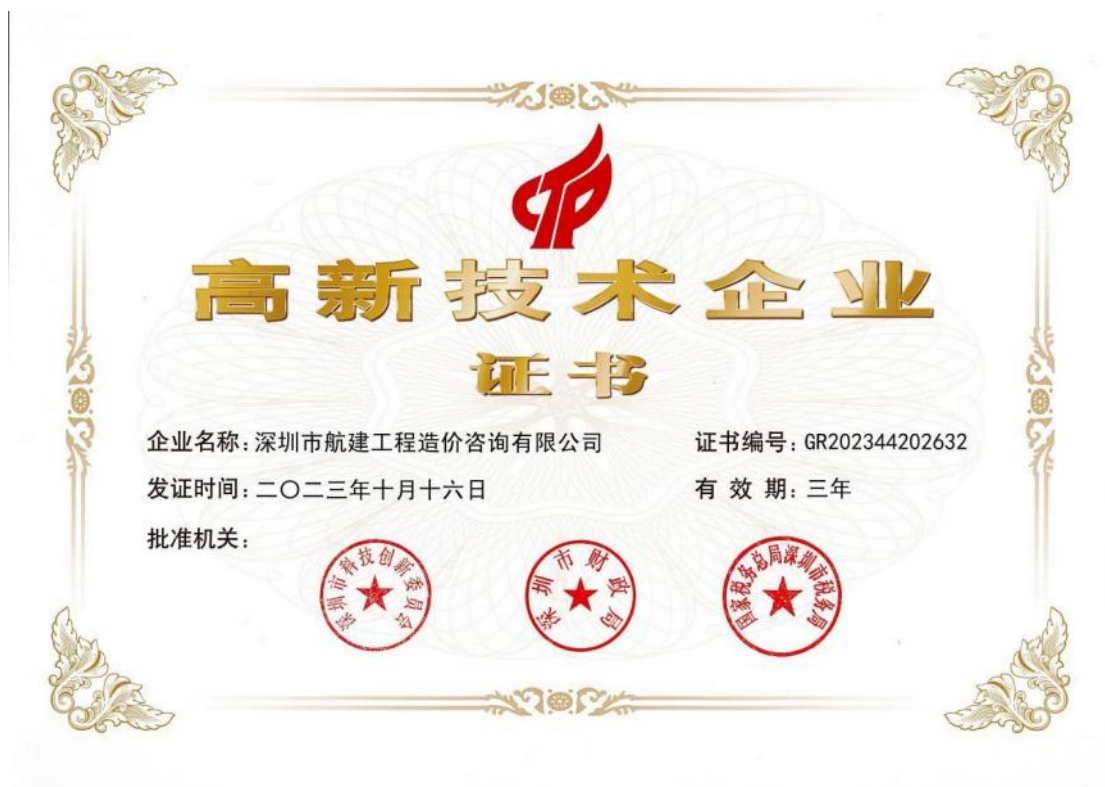 高新技术企业
证书
企业名称:深圳市航建工程造价咨询有限公司 证书编号:GR202344202632
发证时间:二〇二三年十月十六日 有效期:三年
批准机关:
深圳市科技创新委员会
深圳市财政局
国家税务总局深圳市税务局